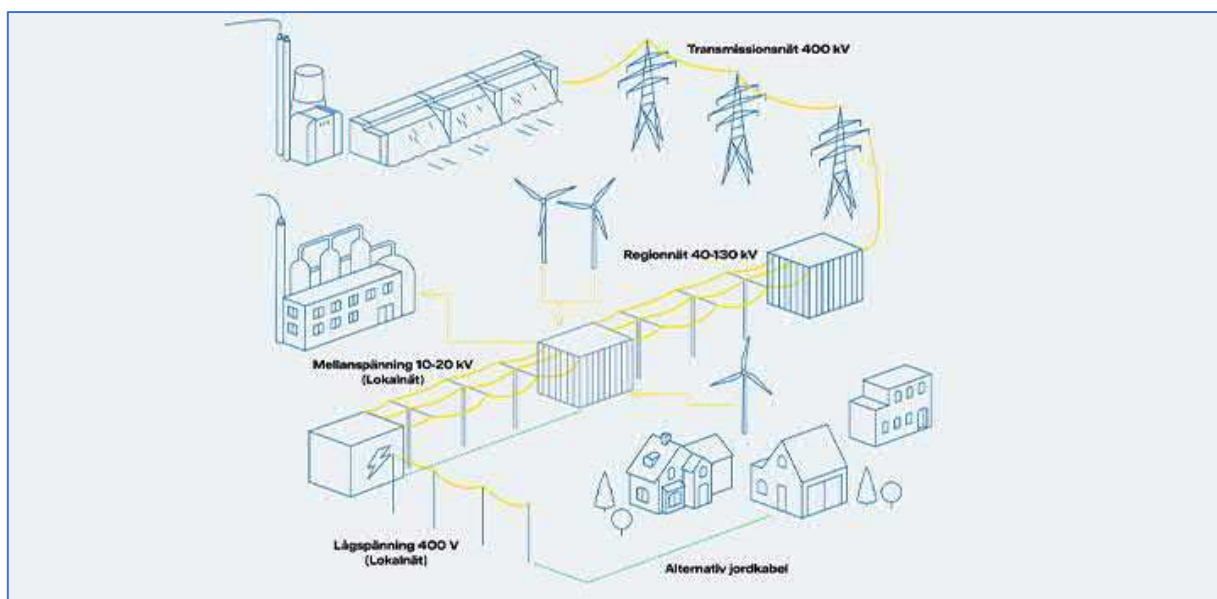 Transmissionsnät 400 kV
Regionnät 40-130 kV
Mellanspänning 10-20 kV
(Lokalnät)
Lågspänning 400 V
(Lokalnät)
Alternativ jordkabel